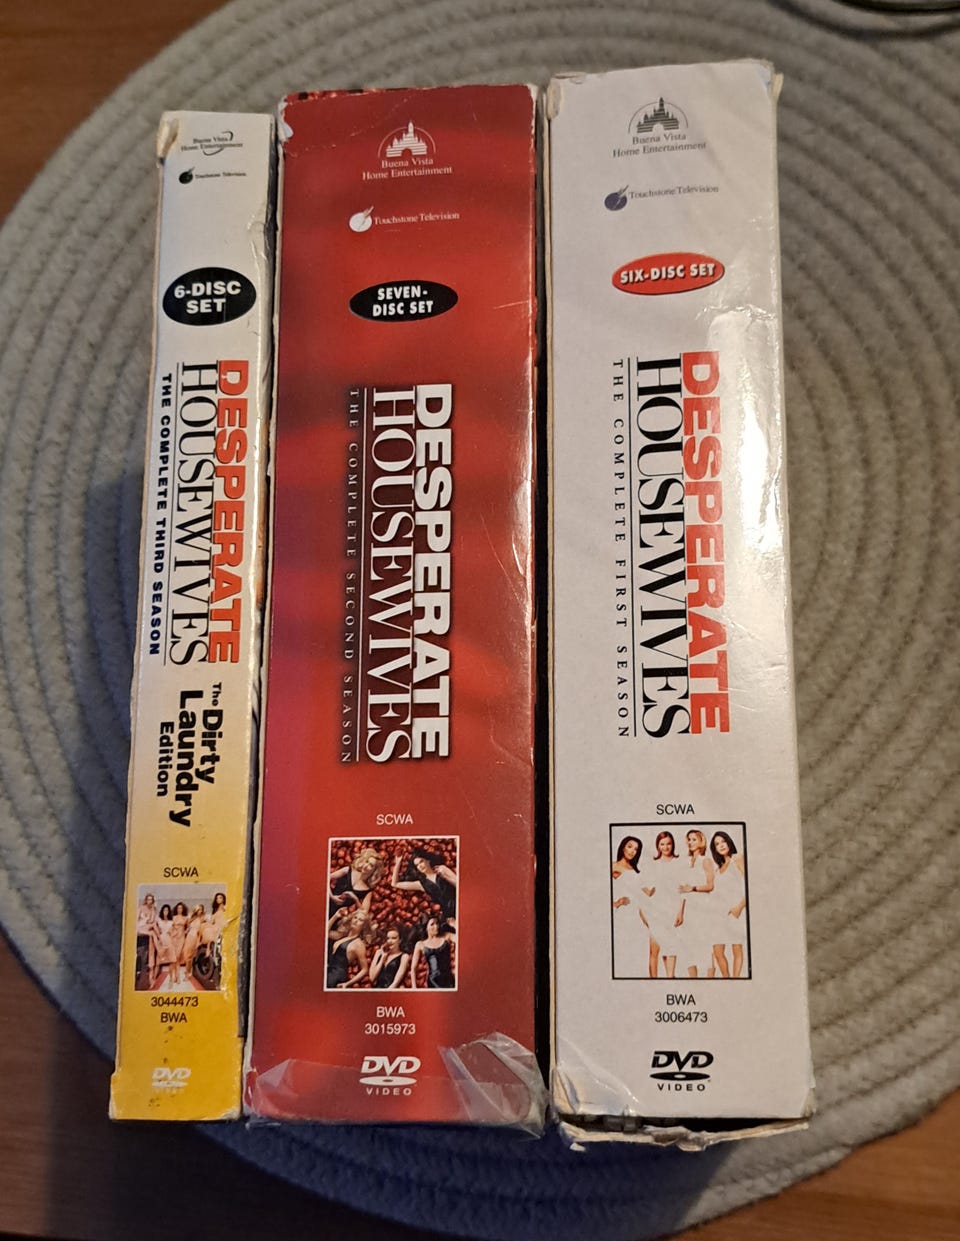 Buena Vista
Home Entertainment
Touchstone Television
6-DISC
SET
DESPERATE
HOUSEWIVES
THE COMPLETE THIRD SEASON
The Dirty
Laundry
Edition
SCWA
3044473
BWA
DVD
VIDEO
Buena Vista
Home Entertainment
Touchstone Television
SEVEN-
DISC SET
DESPERATE
HOUSEWIVES
THE COMPLETE SECOND SEASON
SCWA
BWA
3015973
DVD
VIDEO
Buena Vista
Home Entertainment
Touchstone Television
SIX-DISC SET
DESPERATE
HOUSEWIVES
THE COMPLETE FIRST SEASON
SCWA
BWA
3006473
DVD
VIDEO